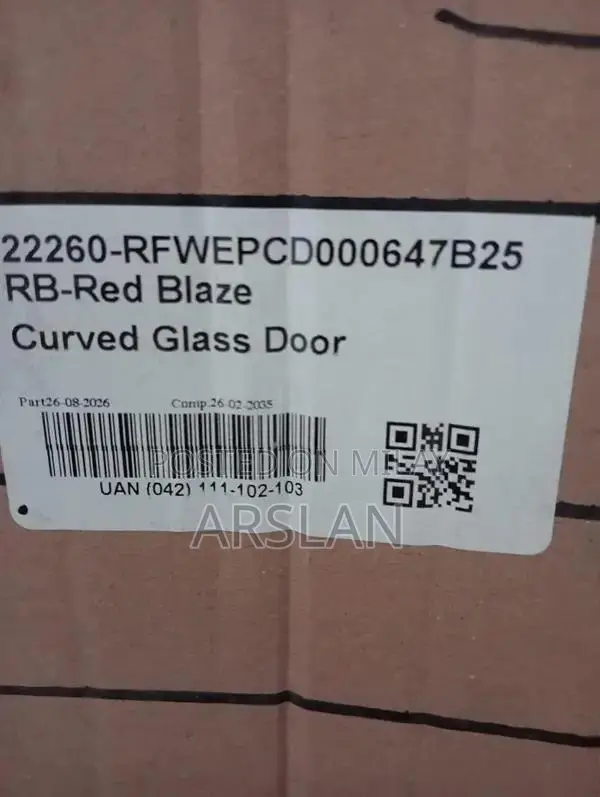 22260-RFWEPCD000647B25
RB-Red Blaze
Curved Glass Door
Part26-08-2026 Comp.26-02-2035
POSTED ON
UAN (042) 111-102-103
ARSLAN